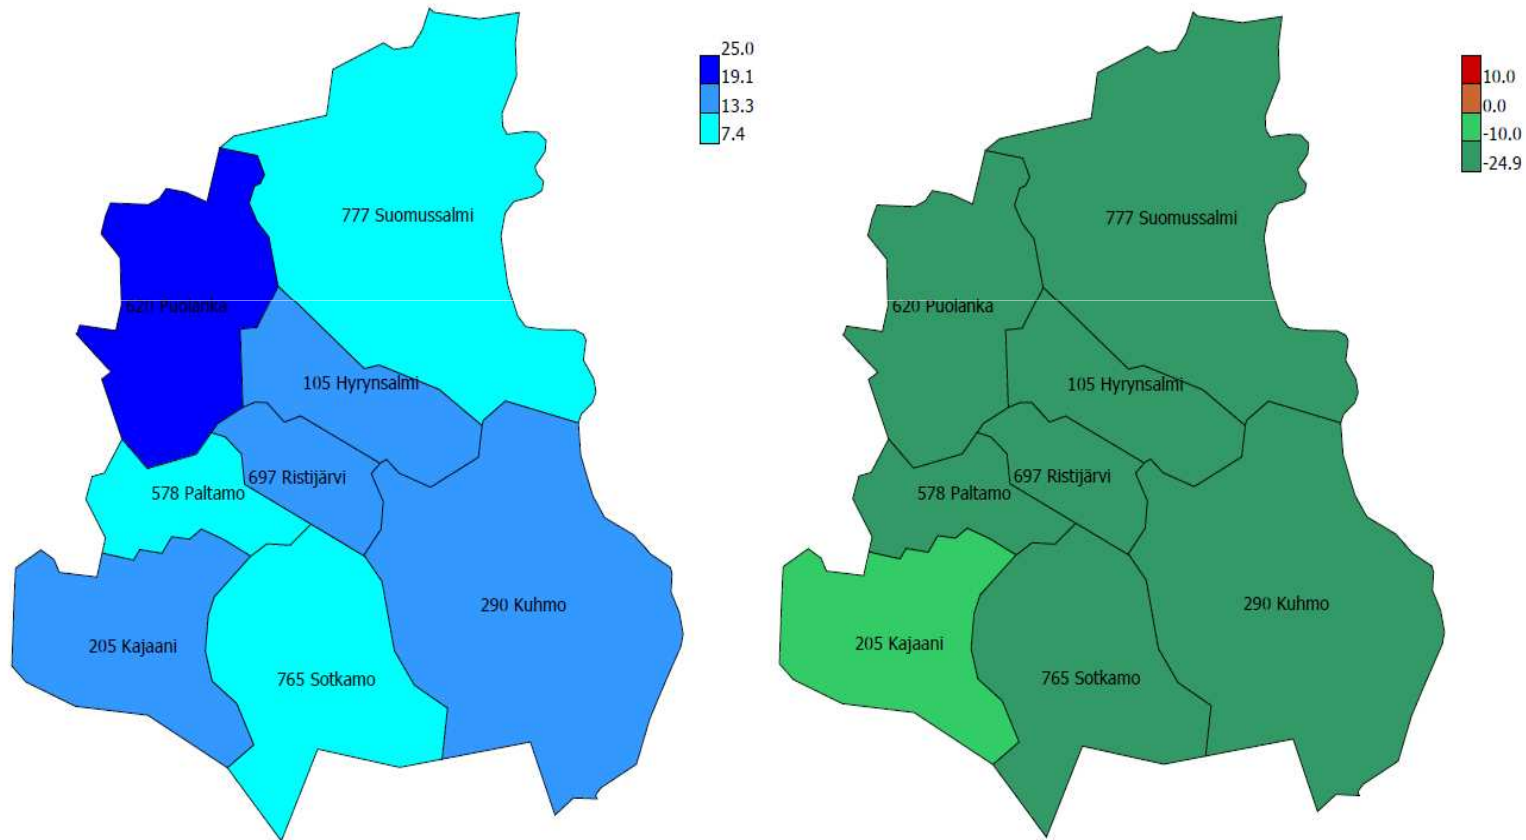 25.0
19.1
13.3
7.4
777 Suomussalmi
620 Puolanka
105 Hyrynsalmi
697 Ristijärvi
578 Paltamo
290 Kuhmo
205 Kajaani
765 Sotkamo
10.0
0.0
-10.0
-24.9
777 Suomussalmi
620 Puolanka
105 Hyrynsalmi
697 Ristijärvi
578 Paltamo
290 Kuhmo
205 Kajaani
765 Sotkamo